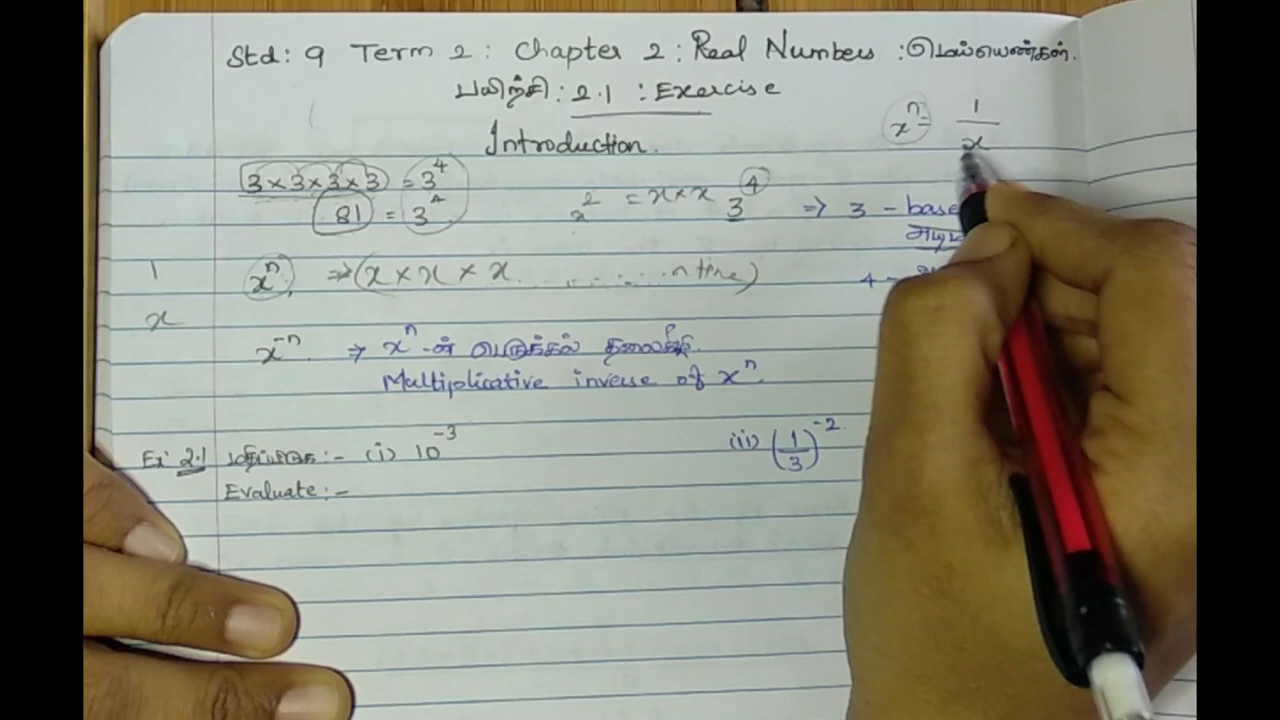 Std: 9 Term 2 : Chapter 2 : Real Numbers : மெய்யெண்கள்.
பயிற்சி : 2.1 : Exercise
Introduction.
xⁿ = 1/x
3 × 3 × 3 × 3 = 3⁴
81 = 3⁴
x² = x × x
3⁴ ⇒ 3 - base
4 -
1
x
xⁿ. ⇒ (x × x × x. ........n time)
x⁻ⁿ. ⇒ xⁿ-ன் பெருக்கல் தலைகீழி.
Multiplicative inverse of xⁿ.
Ex: 2.1 மதிப்பிடுக :- (i) 10⁻³ (ii) (1/3)⁻².
Evaluate :-